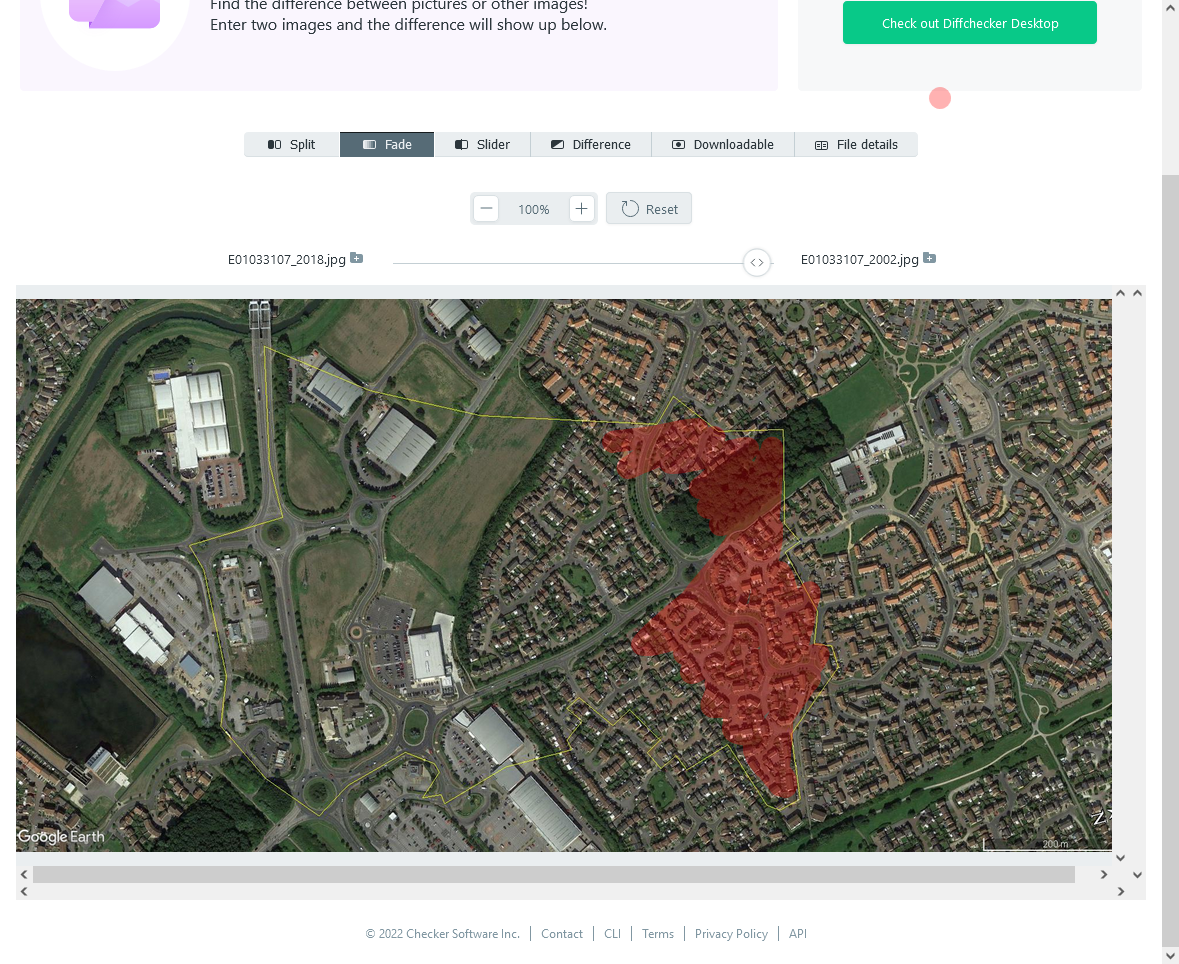 Find the difference between pictures or other images!
Enter two images and the difference will show up below.
Check out Diffchecker Desktop
Split Fade Slider Difference Downloadable File details
100% Reset
E01033107_2018.jpg E01033107_2002.jpg
Google Earth
N
200 m
© 2022 Checker Software Inc. Contact CLI Terms Privacy Policy API